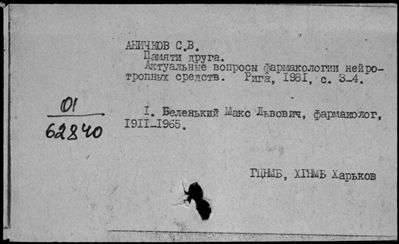 АНИЧКОВ С.В.
Памяти друга.
Актуальные вопросы фармакологии нейро-
тропных средств. Рига, 1981, с. 3-4.
01
62840
I. Беленький Макс Львович, фармаколог,
1911-1965.
ГЦНМБ, ХГНМБ Харьков